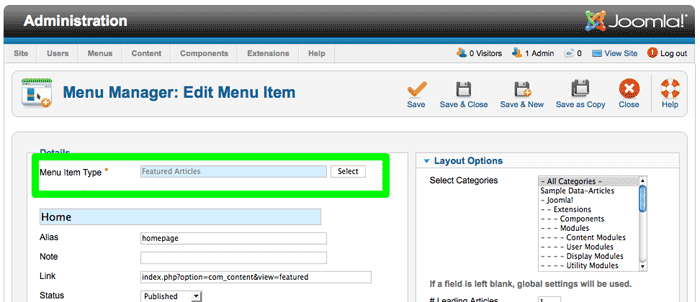 Administration
Joomla!
Site Users Menus Content Components Extensions Help
0 Visitors 1 Admin 0 View Site Log out
Menu Manager: Edit Menu Item
Save Save & Close Save & New Save as Copy Close Help
Details
Menu Item Type * Featured Articles Select
Home
Alias homepage
Note
Link index.php?option=com_content&view=featured
Status Published
Layout Options
Select Categories
- All Categories -
Sample Data-Articles
- Joomla!
- - Extensions
- - - Components
- - - Modules
- - - - Content Modules
- - - - User Modules
- - - - Display Modules
- - - - Utility Modules
If a field is left blank, global settings will be used.
# Leading Articles 1